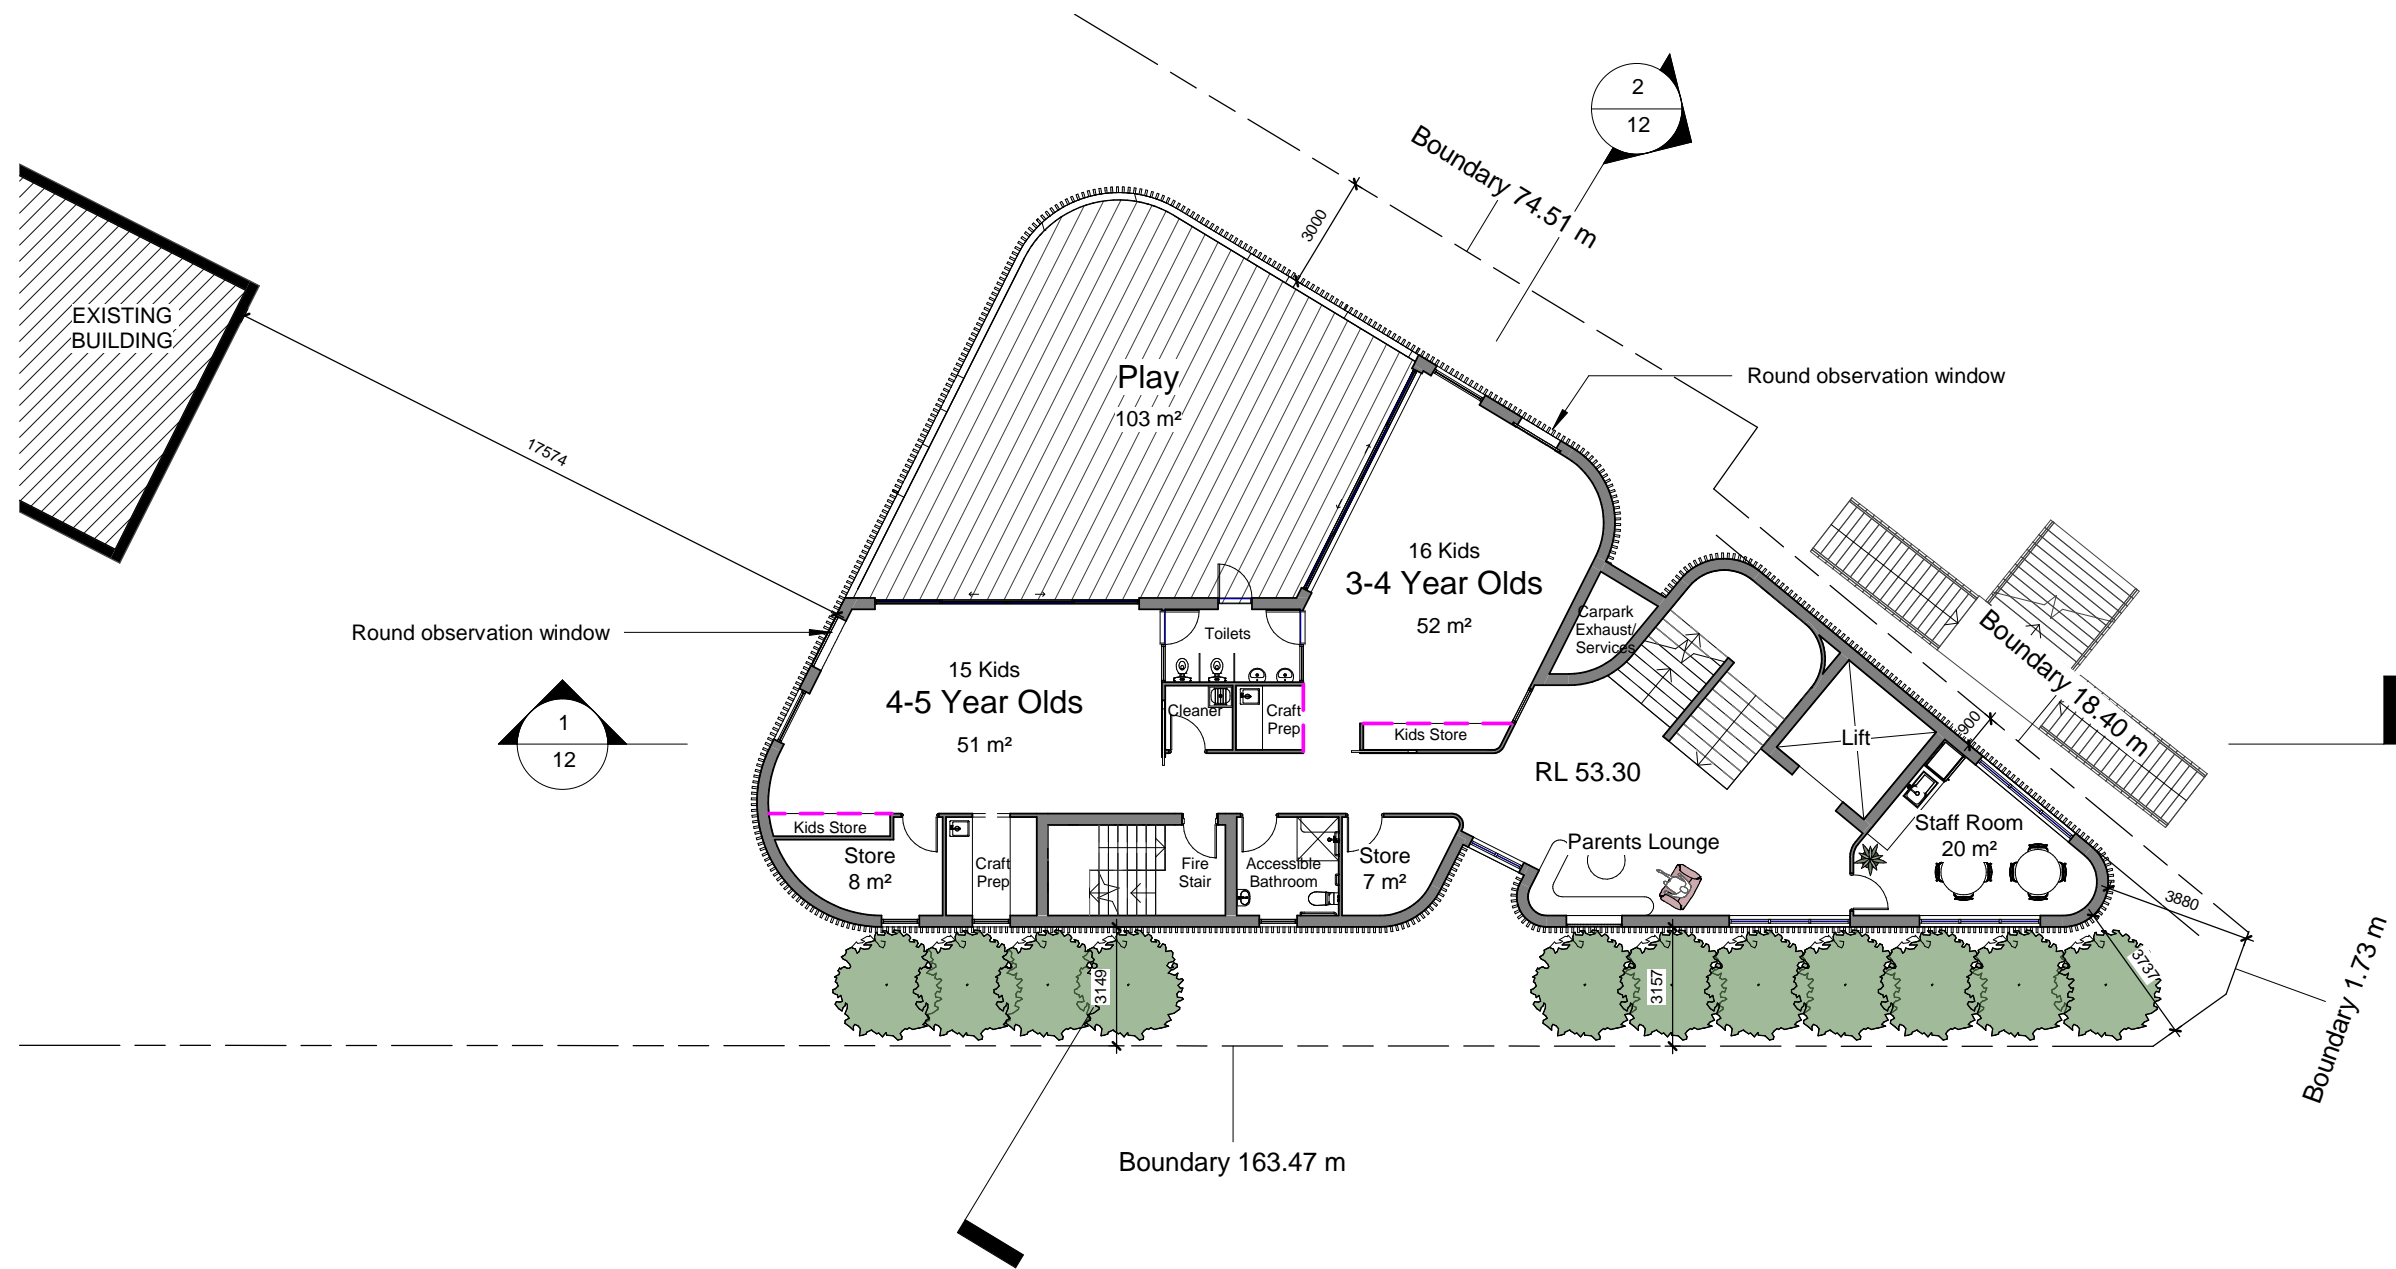 2
12
Boundary 74.51 m
3000
EXISTING
BUILDING
Play
103 m²
Round observation window
17574
16 Kids
3-4 Year Olds
52 m²
Carpark
Exhaust/
Services
Round observation window
Toilets
Boundary 18.40 m
15 Kids
4-5 Year Olds
51 m²
Cleaner
Craft
Prep
Kids Store
Lift
900
1
12
RL 53.30
Kids Store
Store
8 m²
Craft
Prep
Fire
Stair
Accessible
Bathroom
Store
7 m²
Parents Lounge
Staff Room
20 m²
3880
3149
3157
3737
Boundary 1.73 m
Boundary 163.47 m